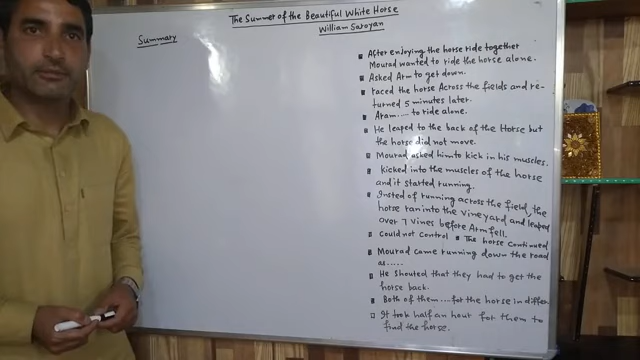 The Summer of the Beautiful White Horse
William Saroyan
Summary
After enjoying the horse ride together
Mourad wanted to ride the horse alone.
Asked Arm to get down.
raced the horse across the fields and re-
turned 5 minutes later.
Aram..... to ride alone.
He leaped to the back of the Horse but
the horse did not move.
Mourad asked him to kick in his muscles.
kicked into the muscles of the horse
and it started running.
Insted of running across the field, the
horse ran into the vineyard and leaped
over 7 vines before Arm fell.
Could not control The horse continued
Mourad came running down the road
as.....
He shouted that they had to get the
horse back.
Both of them....for the horse in differ
It took half an hour for them to
find the horse.